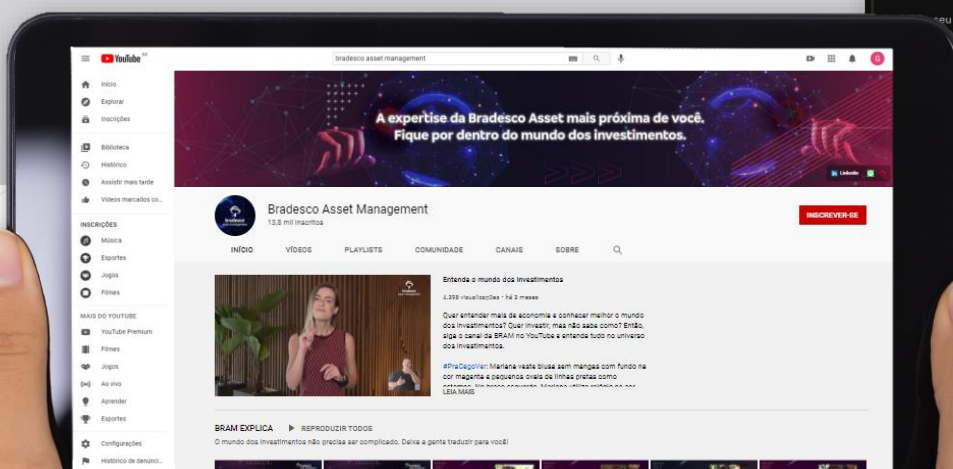 seu
YouTube BR
bradesco asset management
G
Início
Explorar
Inscrições
Biblioteca
Histórico
Assistir mais tarde
Vídeos marcados co...
INSCRIÇÕES
Música
Esportes
Jogos
Filmes
MAIS DO YOUTUBE
YouTube Premium
Filmes
Jogos
Ao vivo
Aprender
Esportes
Configurações
Histórico de denúnci...
A expertise da Bradesco Asset mais próxima de você.
Fique por dentro do mundo dos investimentos.
Linkedin
Bradesco Asset Management
13,8 mil inscritos
INSCREVER-SE
INÍCIO VÍDEOS PLAYLISTS COMUNIDADE CANAIS SOBRE
bradesco
Entenda o mundo dos investimentos
4.398 visualizações • há 3 meses
Quer entender mais de economia e conhecer melhor o mundo
dos investimentos? Quer investir, mas não sabe como? Então,
siga o canal da BRAM no YouTube e entenda tudo no universo
dos investimentos.
#PraCegoVer: Mariana veste blusa sem mangas com fundo na
cor magenta e pequenos ovais de linhas pretas como
LEIA MAIS
BRAM EXPLICA REPRODUZIR TODOS
O mundo dos investimentos não precisa ser complicado. Deixa a gente traduzir para você!